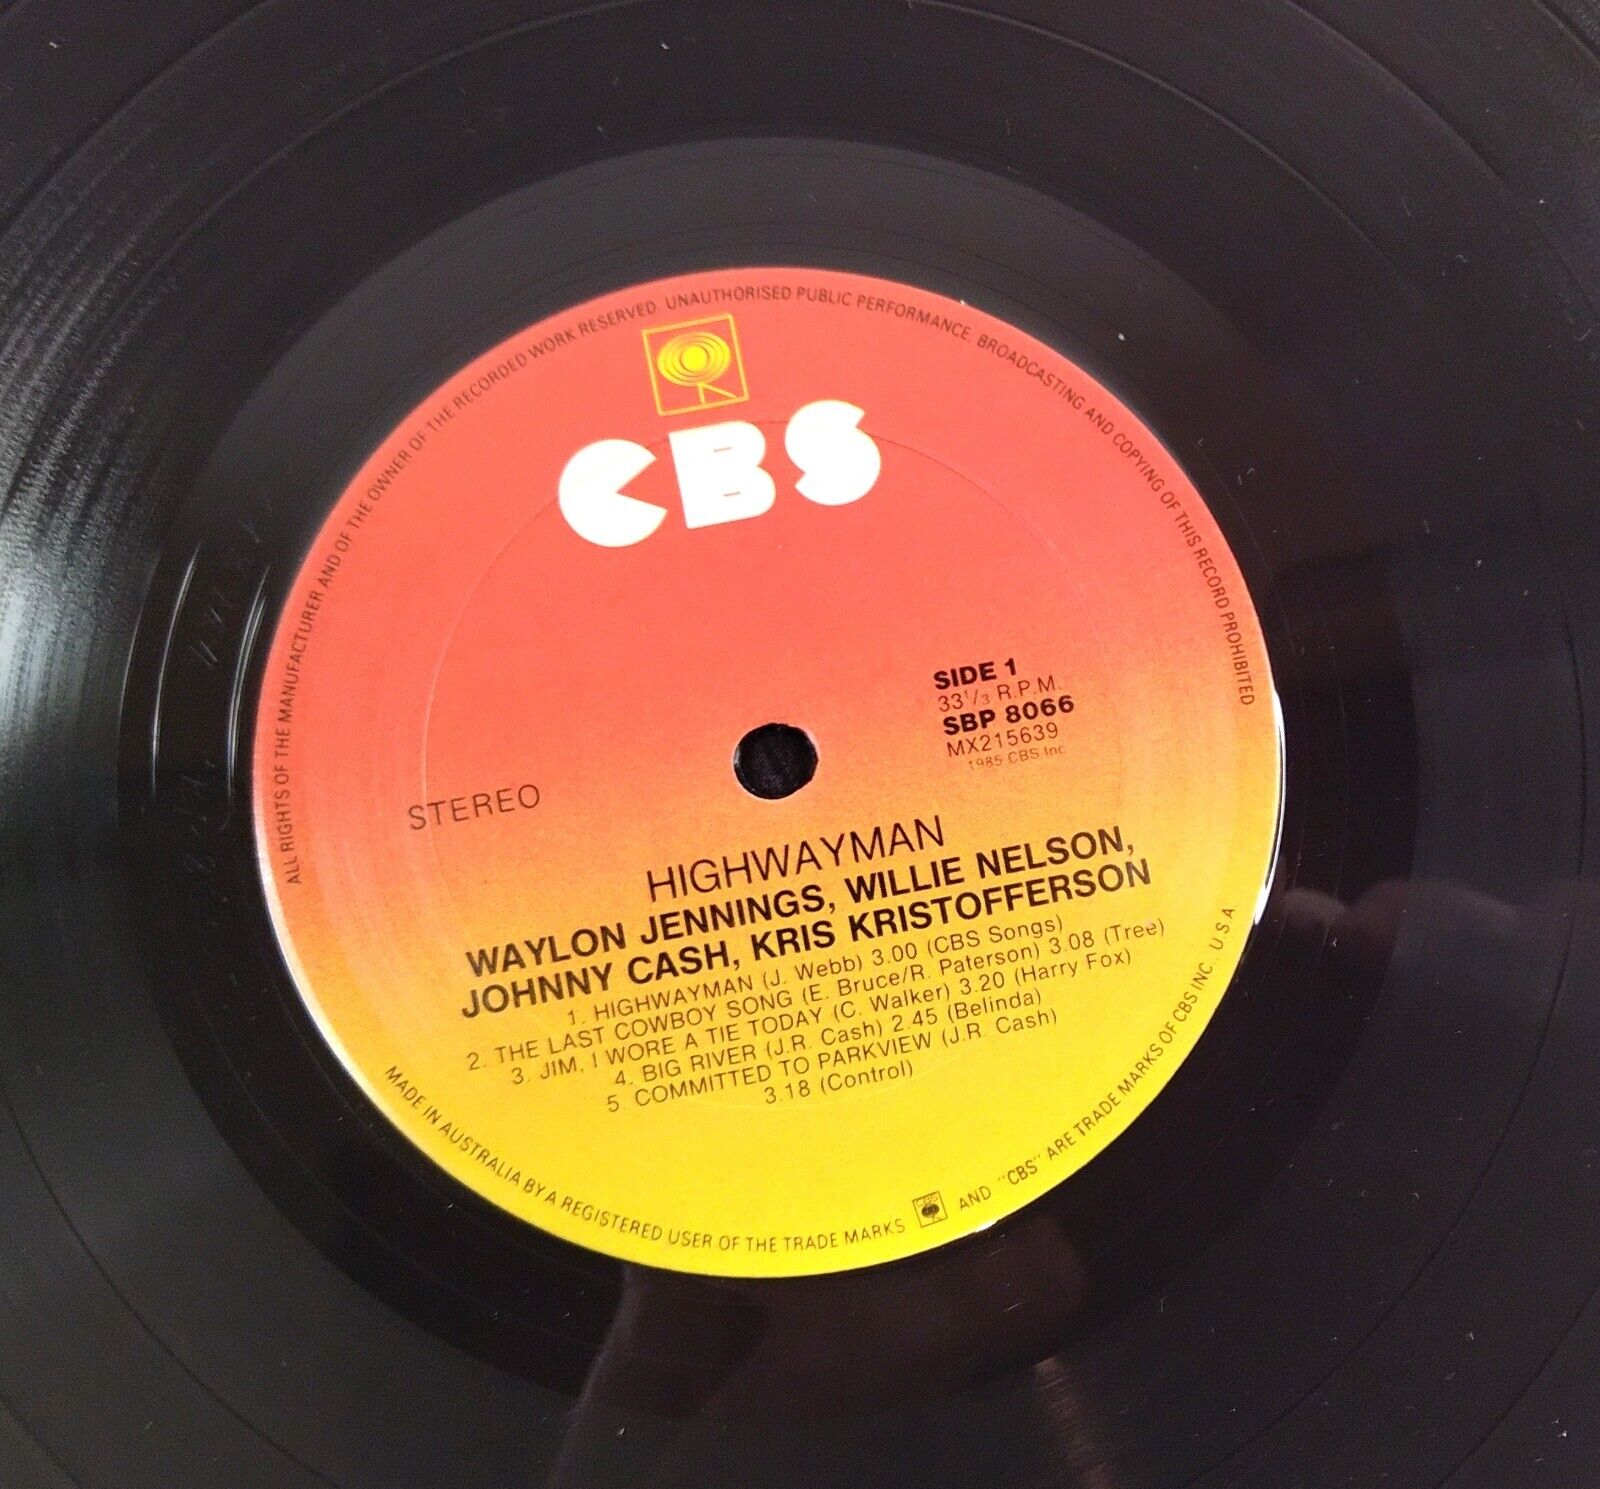 ALL RIGHTS OF THE MANUFACTURER AND OF THE OWNER OF THE RECORDED WORK RESERVED. UNAUTHORISED PUBLIC PERFORMANCE, BROADCASTING AND COPYING OF THIS RECORD PROHIBITED
CBS
SIDE 1
33 1/3 R.P.M.
SBP 8066
MX215639
1985 CBS Inc
STEREO
HIGHWAYMAN
WAYLON JENNINGS, WILLIE NELSON,
JOHNNY CASH, KRIS KRISTOFFERSON
1. HIGHWAYMAN (J. Webb) 3.00 (CBS Songs)
2. THE LAST COWBOY SONG (E. Bruce/R. Paterson) 3.08 (Tree)
3. JIM, I WORE A TIE TODAY (C. Walker) 3.20 (Harry Fox)
4. BIG RIVER (J.R. Cash) 2.45 (Belinda)
5 COMMITTED TO PARKVIEW (J.R. Cash)
3.18 (Control)
MADE IN AUSTRALIA BY A REGISTERED USER OF THE TRADE MARKS CBS AND "CBS" ARE TRADE MARKS OF CBS INC., U.S.A